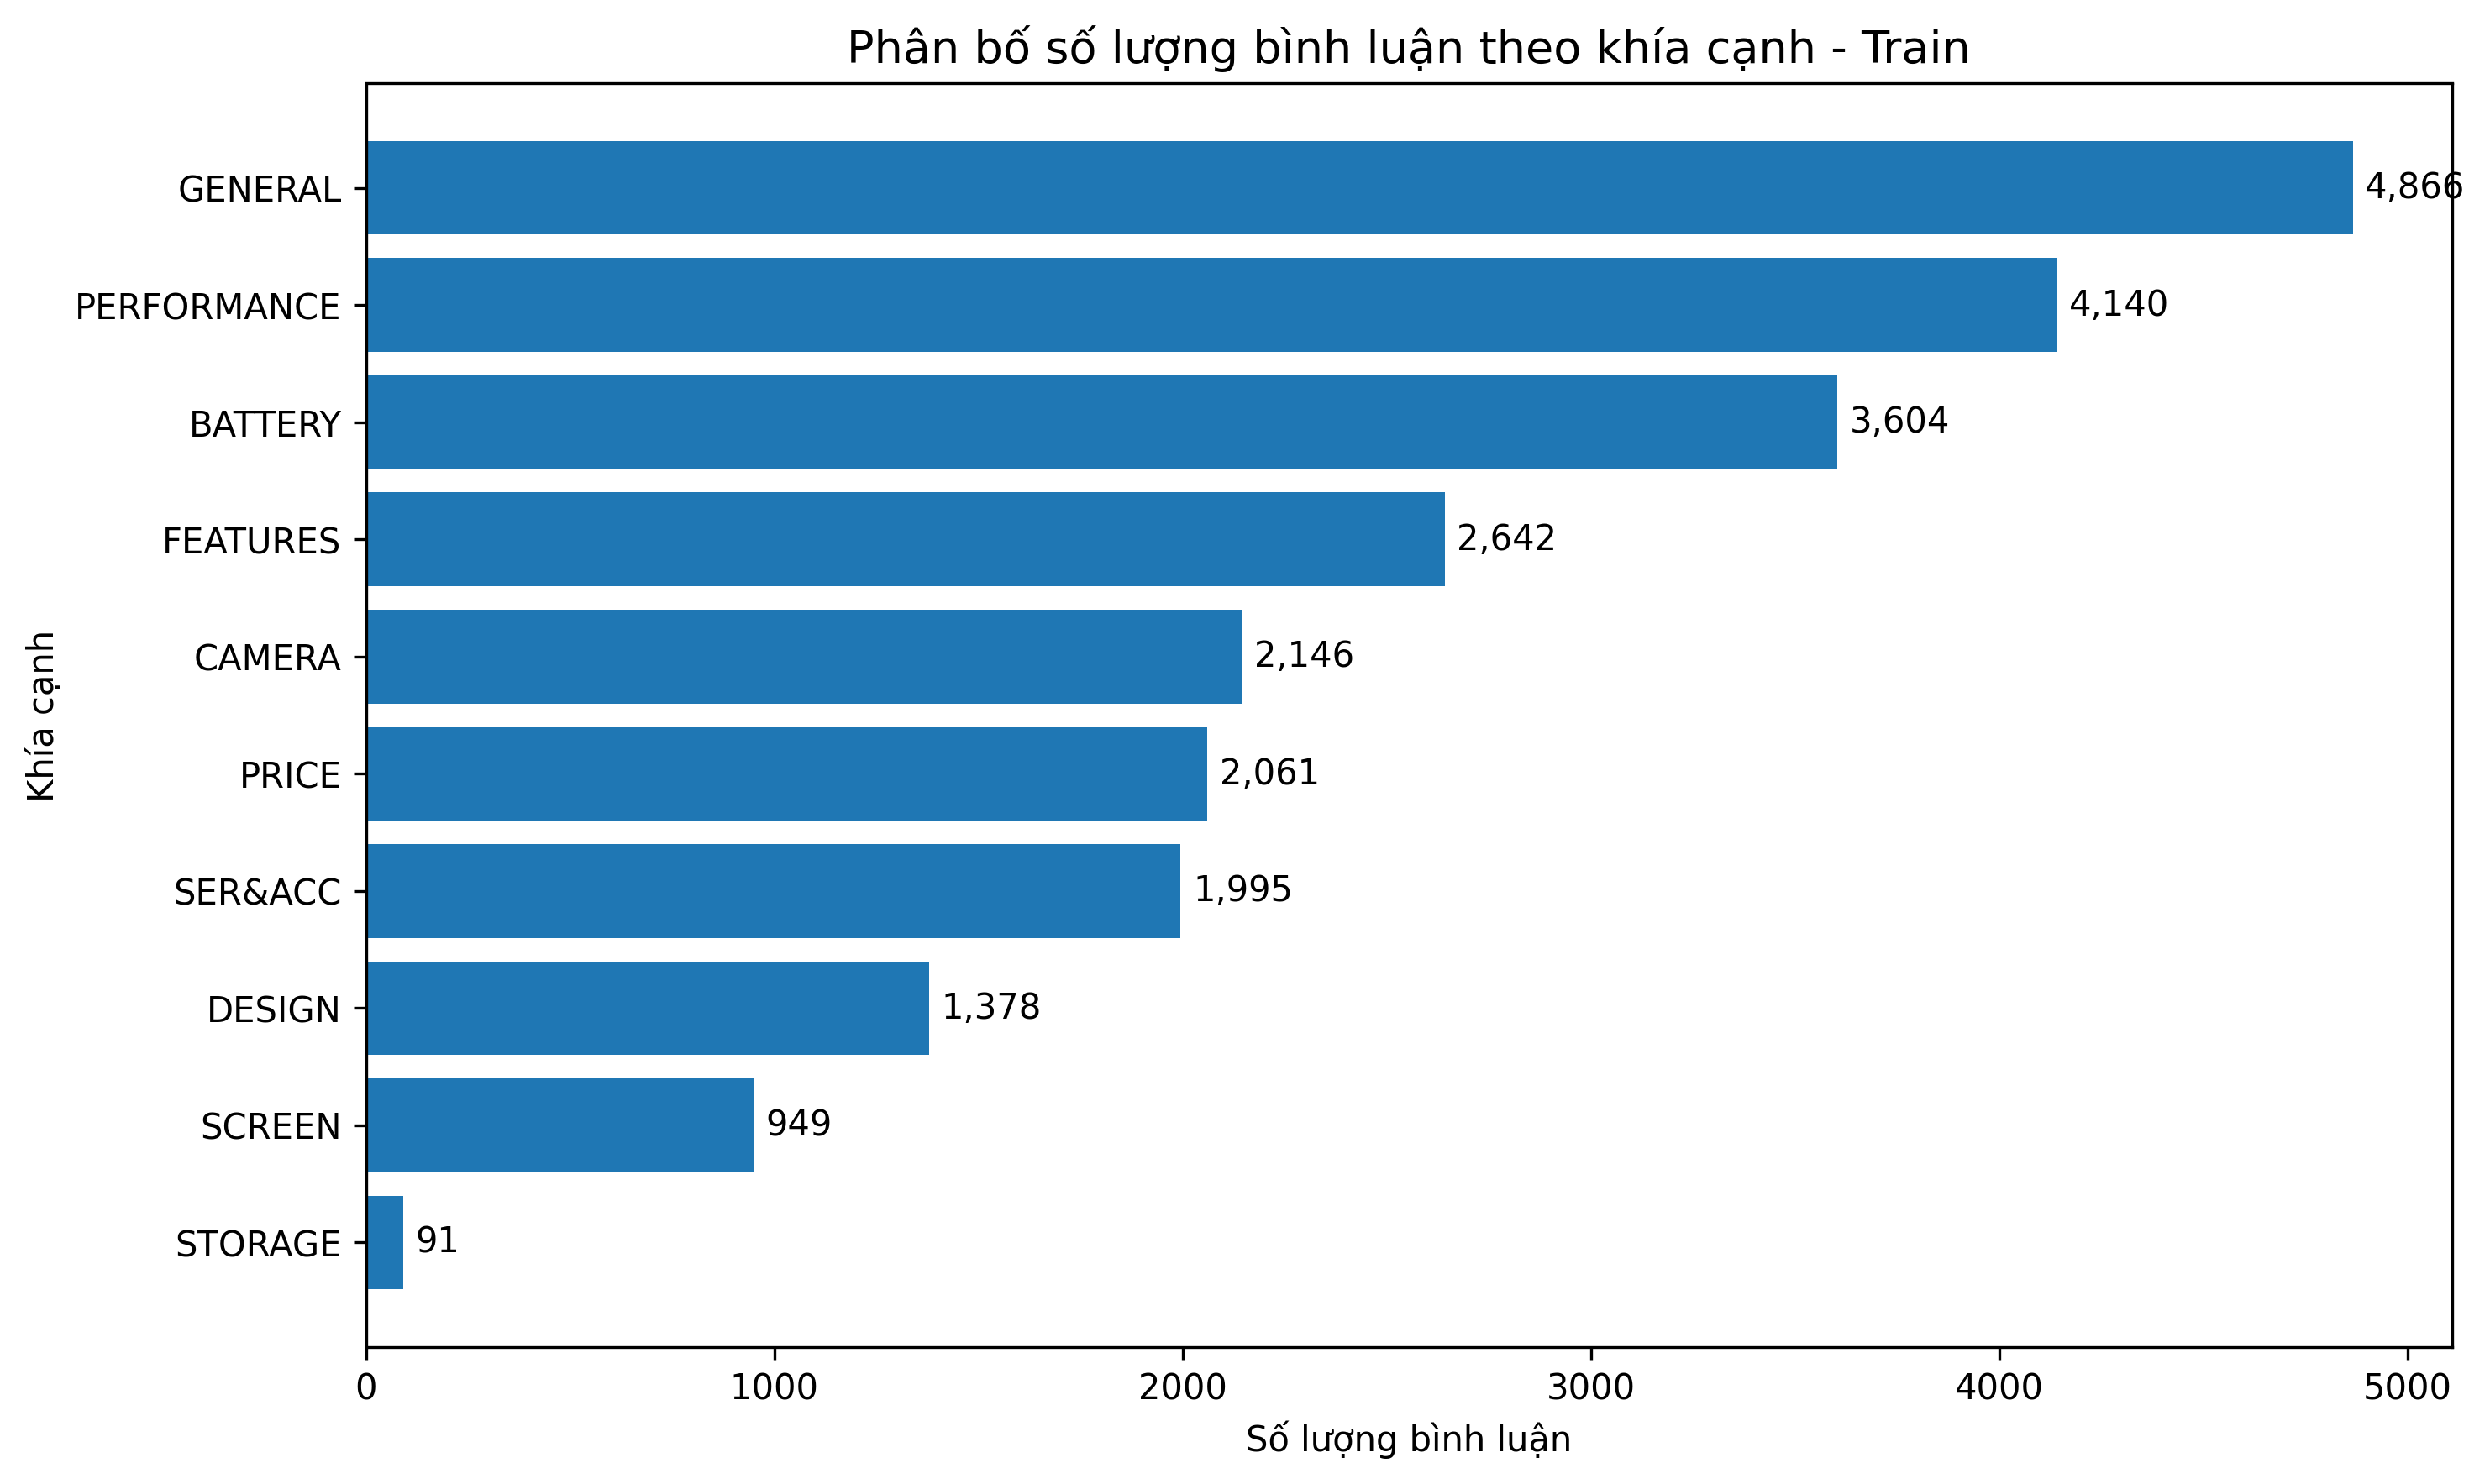 Phân bố số lượng bình luận theo khía cạnh - Train
GENERAL 4,866
PERFORMANCE 4,140
BATTERY 3,604
FEATURES 2,642
CAMERA 2,146
PRICE 2,061
SER&ACC 1,995
DESIGN 1,378
SCREEN 949
STORAGE 91
Khía cạnh
0 1000 2000 3000 4000 5000
Số lượng bình luận